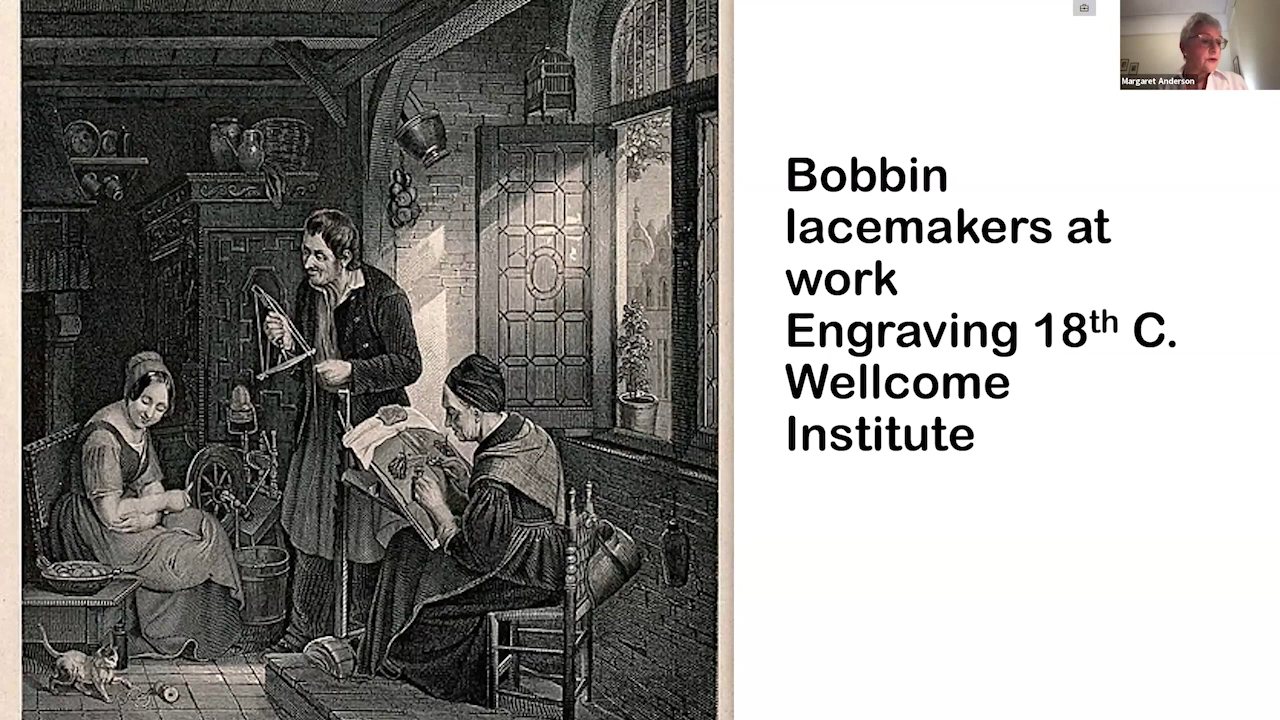 Margaret Anderson
Bobbin
lacemakers at
work
Engraving 18th C.
Wellcome
Institute